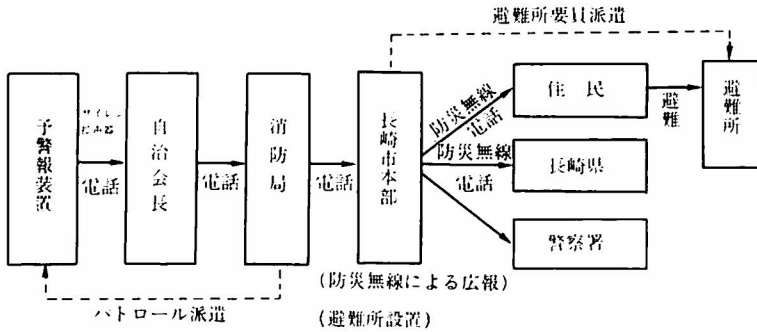 避難所要員派遣
予警報装置
サイレン
拡声器
電話
自治会長
電話
消防局
電話
長崎市本部
防災無線
電話
防災無線
電話
住民
長崎県
警察署
避難
避難所
(防災無線による広報)
パトロール派遣
(避難所設置)